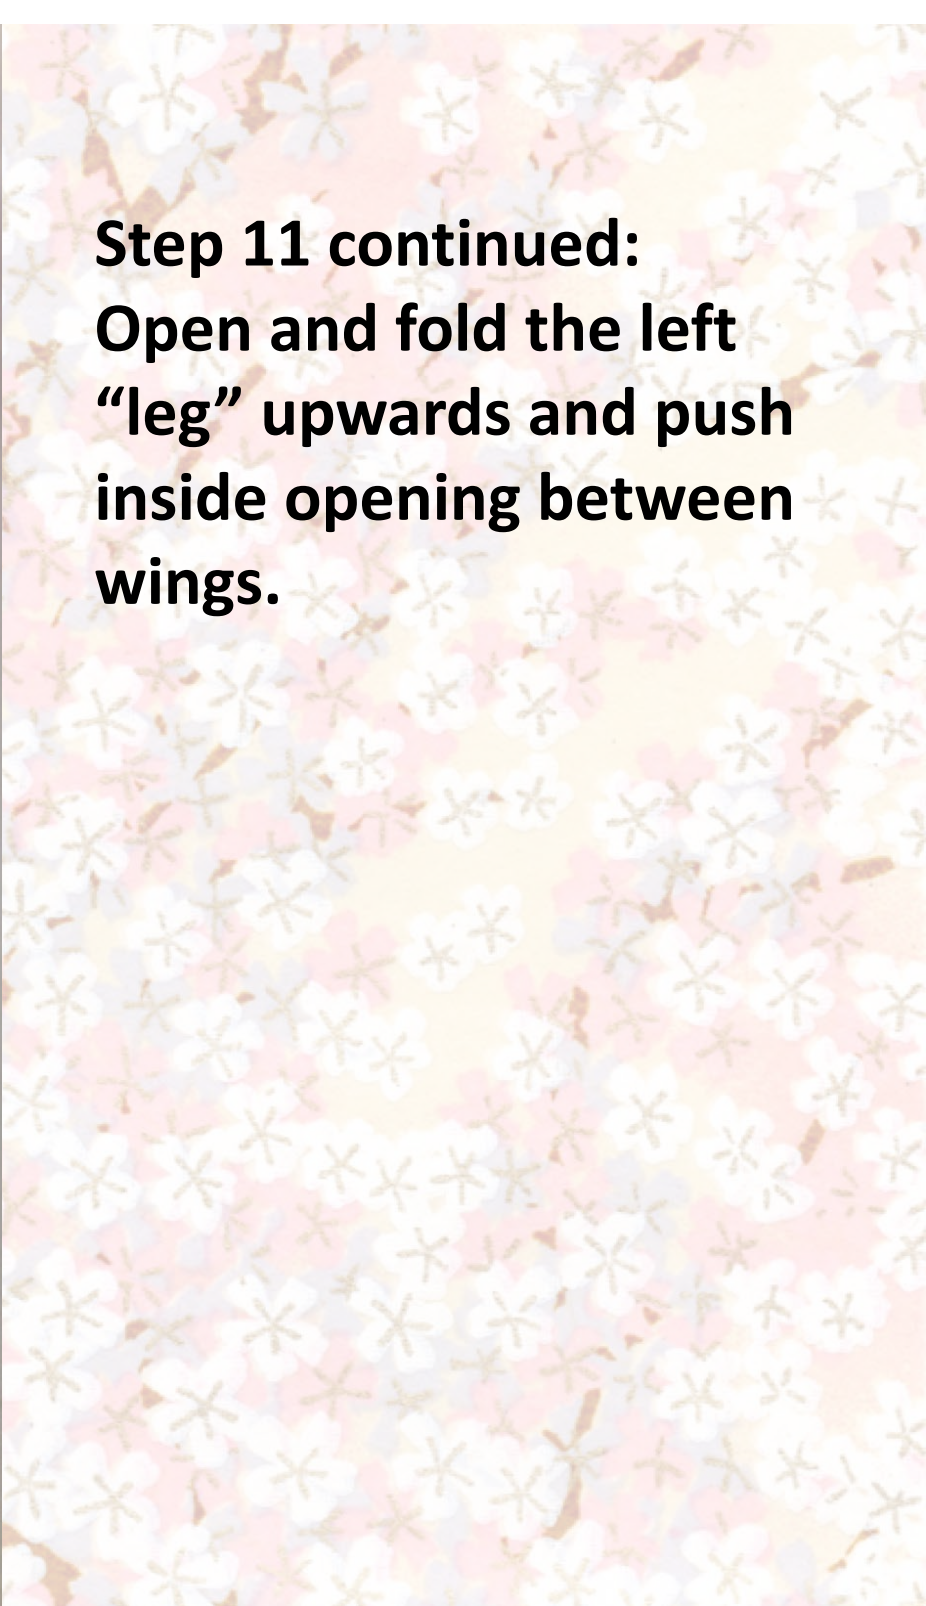 Step 11 continued:
Open and fold the left
“leg” upwards and push
inside opening between
wings.